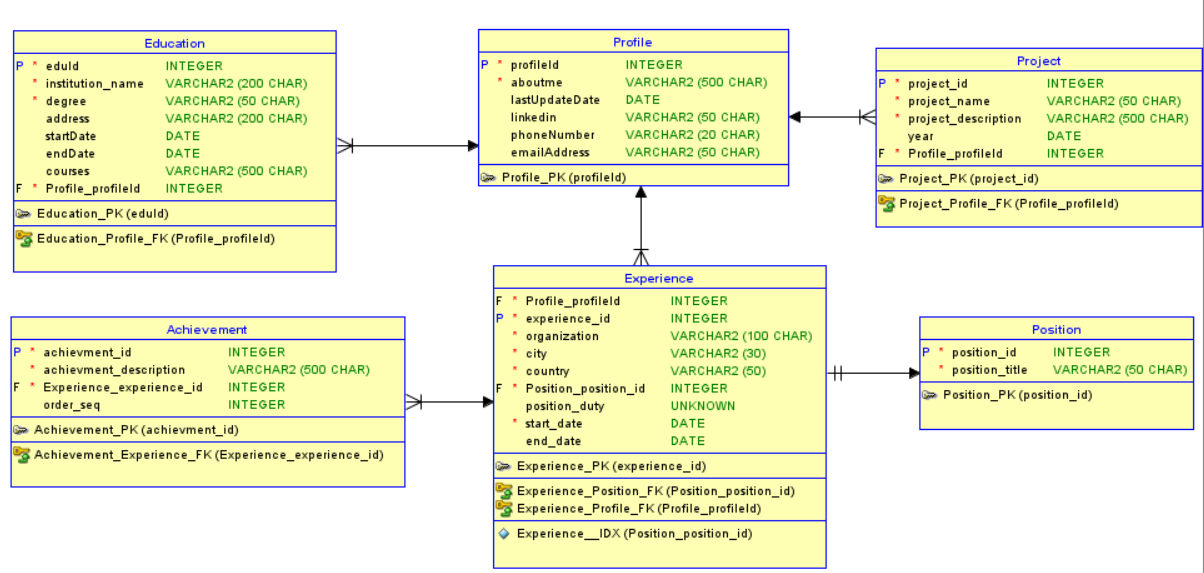 Education
P * eduId INTEGER
* institution_name VARCHAR2 (200 CHAR)
* degree VARCHAR2 (50 CHAR)
address VARCHAR2 (200 CHAR)
startDate DATE
endDate DATE
courses VARCHAR2 (500 CHAR)
F * Profile_profileId INTEGER
Education_PK (eduId)
Education_Profile_FK (Profile_profileId)
Profile
P * profileId INTEGER
* aboutme VARCHAR2 (500 CHAR)
lastUpdateDate DATE
linkedin VARCHAR2 (50 CHAR)
phoneNumber VARCHAR2 (20 CHAR)
emailAddress VARCHAR2 (50 CHAR)
Profile_PK (profileId)
Project
P * project_id INTEGER
* project_name VARCHAR2 (50 CHAR)
* project_description VARCHAR2 (500 CHAR)
year DATE
F * Profile_profileId INTEGER
Project_PK (project_id)
Project_Profile_FK (Profile_profileId)
Achievement
P * achievment_id INTEGER
* achievment_description VARCHAR2 (500 CHAR)
F * Experience_experience_id INTEGER
order_seq INTEGER
Achievement_PK (achievment_id)
Achievement_Experience_FK (Experience_experience_id)
Experience
F * Profile_profileId INTEGER
P * experience_id INTEGER
* organization VARCHAR2 (100 CHAR)
* city VARCHAR2 (30)
* country VARCHAR2 (50)
F * Position_position_id INTEGER
position_duty UNKNOWN
* start_date DATE
end_date DATE
Experience_PK (experience_id)
Experience_Position_FK (Position_position_id)
Experience_Profile_FK (Profile_profileId)
Experience__IDX (Position_position_id)
Position
P * position_id INTEGER
* position_title VARCHAR2 (50 CHAR)
Position_PK (position_id)